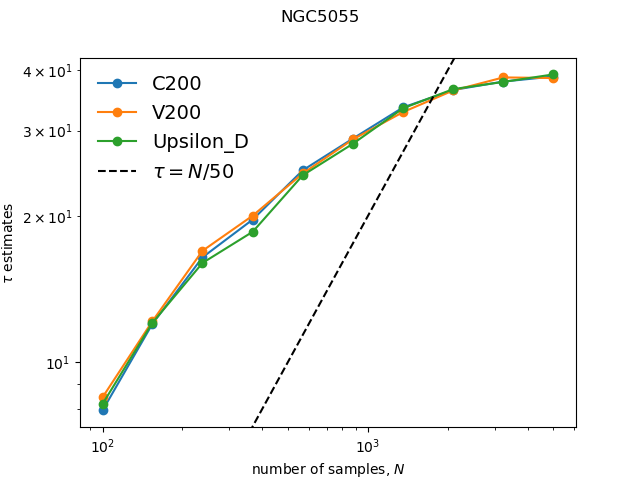 NGC5055
4 × 10¹
3 × 10¹
2 × 10¹
10¹
τ estimates
C200
V200
Upsilon_D
τ = N/50
10² 10³
number of samples, N